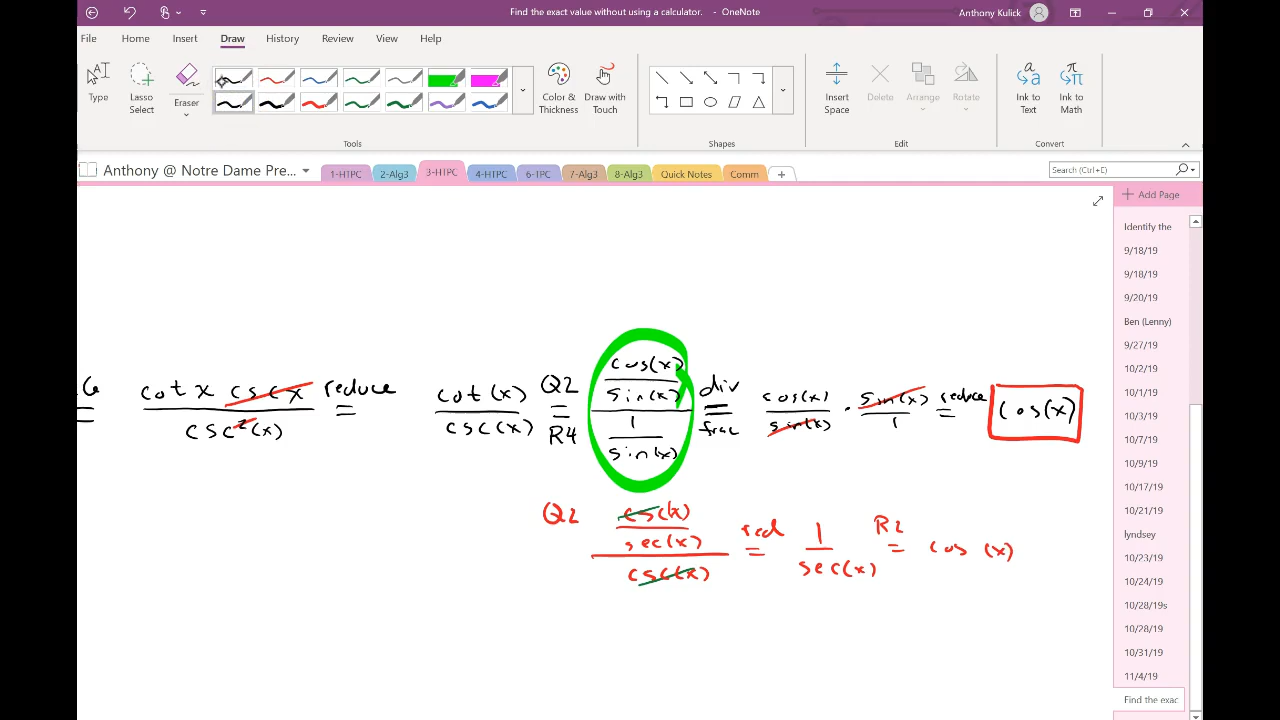 Find the exact value without using a calculator. - OneNote
Anthony Kulick
File Home Insert Draw History Review View Help
Type
Lasso Select
Eraser
Color & Thickness
Draw with Touch
Insert Space
Delete
Arrange
Rotate
Ink to Text
Ink to Math
Tools
Shapes
Edit
Convert
Anthony @ Notre Dame Pre...
1-HTPC 2-Alg3 3-HTPC 4-HTPC 6-TPC 7-Alg3 8-Alg3 Quick Notes Comm +
Search (Ctrl+E)
Add Page
Identify the
9/18/19
9/18/19
9/20/19
Ben (Lenny)
9/27/19
10/2/19
10/1/19
10/3/19
10/7/19
10/9/19
10/17/19
10/21/19
lyndsey
10/23/19
10/24/19
10/28/19s
10/28/19
10/31/19
11/4/19
Find the exac
=
cot x csc x
csc²(x)
reduce
=
cot(x)
csc(x)
Q2
=
R4
cos(x)
sin(x)
1
sin(x)
div
=
frac
cos(x)
sin(x)
·
sin(x)
1
reduce
=
cos(x)
Q2
csc(x)
sec(x)
csc(x)
red
=
1
sec(x)
R2
=
cos (x)